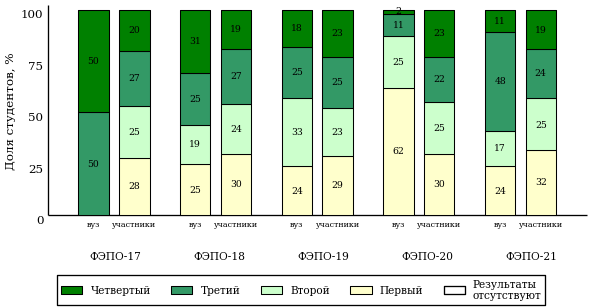 Доля студентов, %
100
75
50
25
0
50 20 31 19 18 23 2 23 11 19
50 27 25 27 25 25 11 22 48 24
25 19 24 33 23 25 25 17 25
28 25 30 24 29 62 30 24 32
вуз участники вуз участники вуз участники вуз участники вуз участники
ФЭПО-17 ФЭПО-18 ФЭПО-19 ФЭПО-20 ФЭПО-21
Четвертый Третий Второй Первый Результаты
отсутствуют